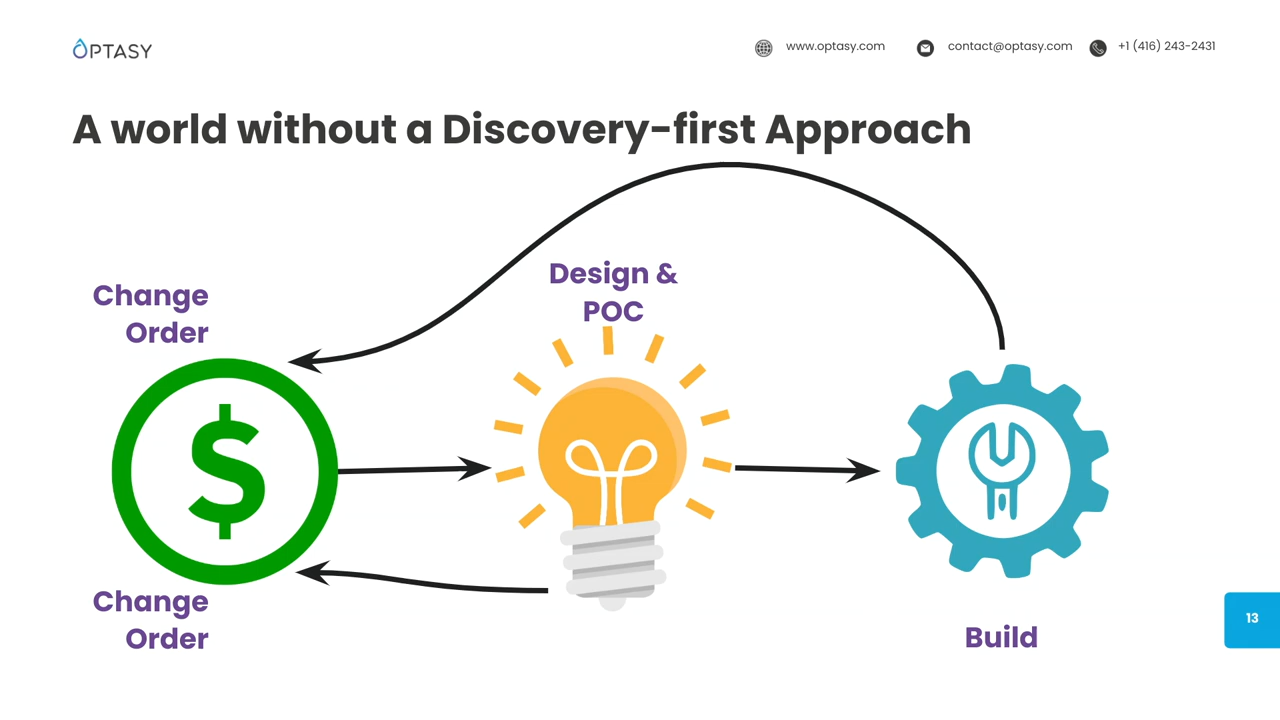 OPTASY
www.optasy.com
contact@optasy.com
+1 (416) 243-2431
A world without a Discovery-first Approach
Design &
POC
Change
Order
$
Change
Order
Build
13